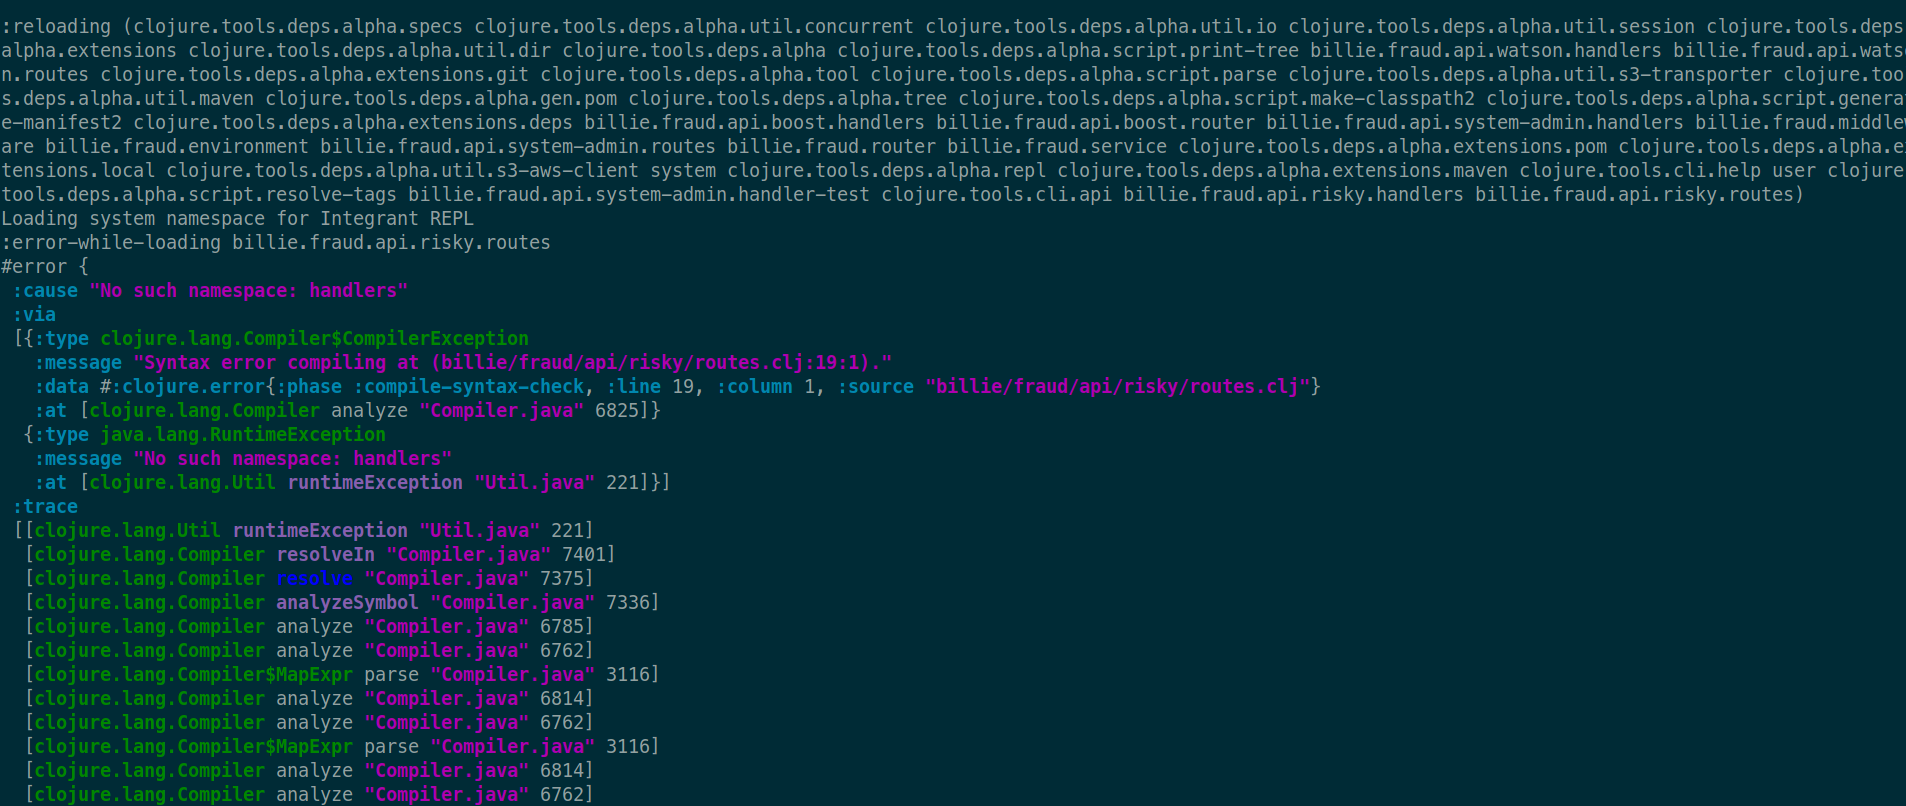 :reloading (clojure.tools.deps.alpha.specs clojure.tools.deps.alpha.util.concurrent clojure.tools.deps.alpha.util.io clojure.tools.deps.alpha.util.session clojure.tools.deps
alpha.extensions clojure.tools.deps.alpha.util.dir clojure.tools.deps.alpha clojure.tools.deps.alpha.script.print-tree billie.fraud.api.watson.handlers billie.fraud.api.wats
n.routes clojure.tools.deps.alpha.extensions.git clojure.tools.deps.alpha.tool clojure.tools.deps.alpha.script.parse clojure.tools.deps.alpha.util.s3-transporter clojure.too
s.deps.alpha.util.maven clojure.tools.deps.alpha.gen.pom clojure.tools.deps.alpha.tree clojure.tools.deps.alpha.script.make-classpath2 clojure.tools.deps.alpha.script.genera
e-manifest2 clojure.tools.deps.alpha.extensions.deps billie.fraud.api.boost.handlers billie.fraud.api.boost.router billie.fraud.api.system-admin.handlers billie.fraud.middle
are billie.fraud.environment billie.fraud.api.system-admin.routes billie.fraud.router billie.fraud.service clojure.tools.deps.alpha.extensions.pom clojure.tools.deps.alpha.e
tensions.local clojure.tools.deps.alpha.util.s3-aws-client system clojure.tools.deps.alpha.repl clojure.tools.deps.alpha.extensions.maven clojure.tools.cli.help user clojure
tools.deps.alpha.script.resolve-tags billie.fraud.api.system-admin.handler-test clojure.tools.cli.api billie.fraud.api.risky.handlers billie.fraud.api.risky.routes)
Loading system namespace for Integrant REPL
:error-while-loading billie.fraud.api.risky.routes
#error {
 :cause "No such namespace: handlers"
 :via
 [{:type clojure.lang.Compiler$CompilerException
   :message "Syntax error compiling at (billie/fraud/api/risky/routes.clj:19:1)."
   :data #:clojure.error{:phase :compile-syntax-check, :line 19, :column 1, :source "billie/fraud/api/risky/routes.clj"}
   :at [clojure.lang.Compiler analyze "Compiler.java" 6825]}
  {:type java.lang.RuntimeException
   :message "No such namespace: handlers"
   :at [clojure.lang.Util runtimeException "Util.java" 221]}]
 :trace
 [[clojure.lang.Util runtimeException "Util.java" 221]
  [clojure.lang.Compiler resolveIn "Compiler.java" 7401]
  [clojure.lang.Compiler resolve "Compiler.java" 7375]
  [clojure.lang.Compiler analyzeSymbol "Compiler.java" 7336]
  [clojure.lang.Compiler analyze "Compiler.java" 6785]
  [clojure.lang.Compiler analyze "Compiler.java" 6762]
  [clojure.lang.Compiler$MapExpr parse "Compiler.java" 3116]
  [clojure.lang.Compiler analyze "Compiler.java" 6814]
  [clojure.lang.Compiler analyze "Compiler.java" 6762]
  [clojure.lang.Compiler$MapExpr parse "Compiler.java" 3116]
  [clojure.lang.Compiler analyze "Compiler.java" 6814]
  [clojure.lang.Compiler analyze "Compiler.java" 6762]